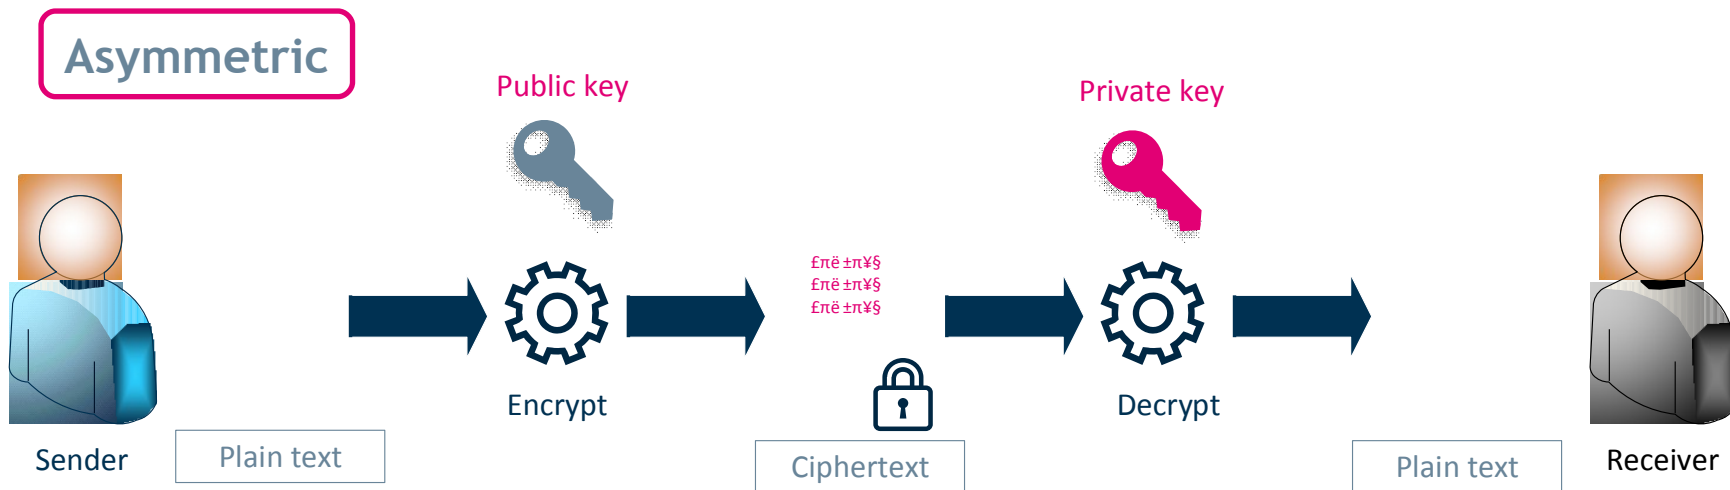 Asymmetric
Public key
Private key
£πë±π¥§
£πë±π¥§
£πë±π¥§
Encrypt
Decrypt
Sender
Plain text
Ciphertext
Plain text
Receiver